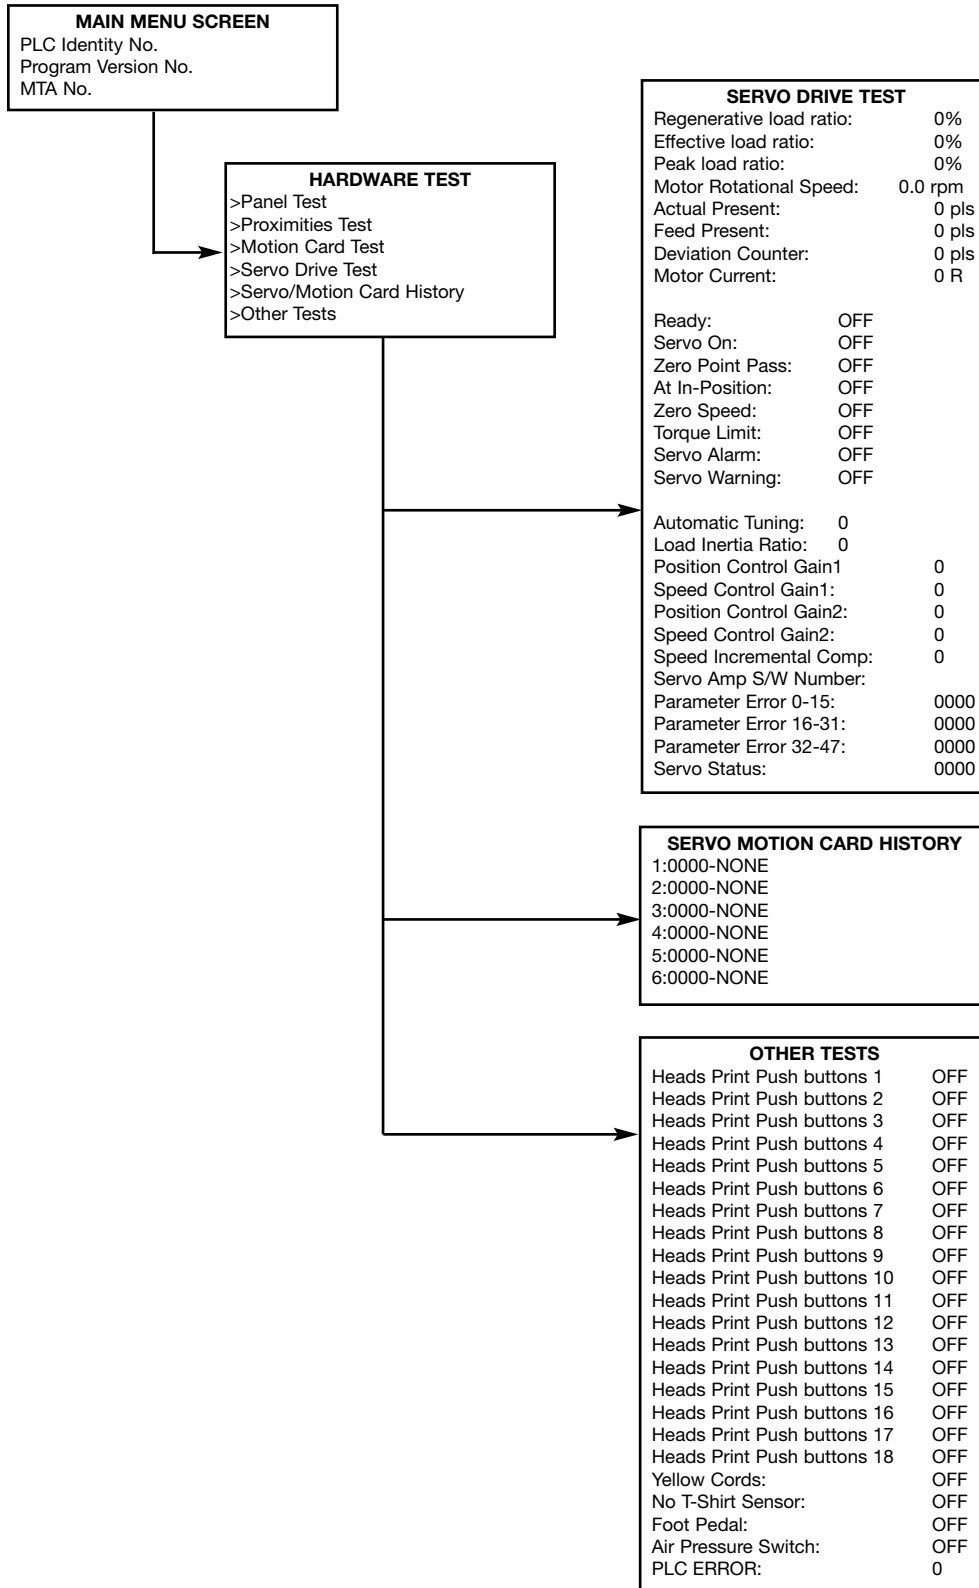 MAIN MENU SCREEN
PLC Identity No.
Program Version No.
MTA No.
HARDWARE TEST
>Panel Test
>Proximities Test
>Motion Card Test
>Servo Drive Test
>Servo/Motion Card History
>Other Tests
SERVO DRIVE TEST
Regenerative load ratio: 0%
Effective load ratio: 0%
Peak load ratio: 0%
Motor Rotational Speed: 0.0 rpm
Actual Present: 0 pls
Feed Present: 0 pls
Deviation Counter: 0 pls
Motor Current: 0 R
Ready: OFF
Servo On: OFF
Zero Point Pass: OFF
At In-Position: OFF
Zero Speed: OFF
Torque Limit: OFF
Servo Alarm: OFF
Servo Warning: OFF
Automatic Tuning: 0
Load Inertia Ratio: 0
Position Control Gain1 0
Speed Control Gain1: 0
Position Control Gain2: 0
Speed Control Gain2: 0
Speed Incremental Comp: 0
Servo Amp S/W Number:
Parameter Error 0-15: 0000
Parameter Error 16-31: 0000
Parameter Error 32-47: 0000
Servo Status: 0000
SERVO MOTION CARD HISTORY
1:0000-NONE
2:0000-NONE
3:0000-NONE
4:0000-NONE
5:0000-NONE
6:0000-NONE
OTHER TESTS
Heads Print Push buttons 1 OFF
Heads Print Push buttons 2 OFF
Heads Print Push buttons 3 OFF
Heads Print Push buttons 4 OFF
Heads Print Push buttons 5 OFF
Heads Print Push buttons 6 OFF
Heads Print Push buttons 7 OFF
Heads Print Push buttons 8 OFF
Heads Print Push buttons 9 OFF
Heads Print Push buttons 10 OFF
Heads Print Push buttons 11 OFF
Heads Print Push buttons 12 OFF
Heads Print Push buttons 13 OFF
Heads Print Push buttons 14 OFF
Heads Print Push buttons 15 OFF
Heads Print Push buttons 16 OFF
Heads Print Push buttons 17 OFF
Heads Print Push buttons 18 OFF
Yellow Cords: OFF
No T-Shirt Sensor: OFF
Foot Pedal: OFF
Air Pressure Switch: OFF
PLC ERROR: 0